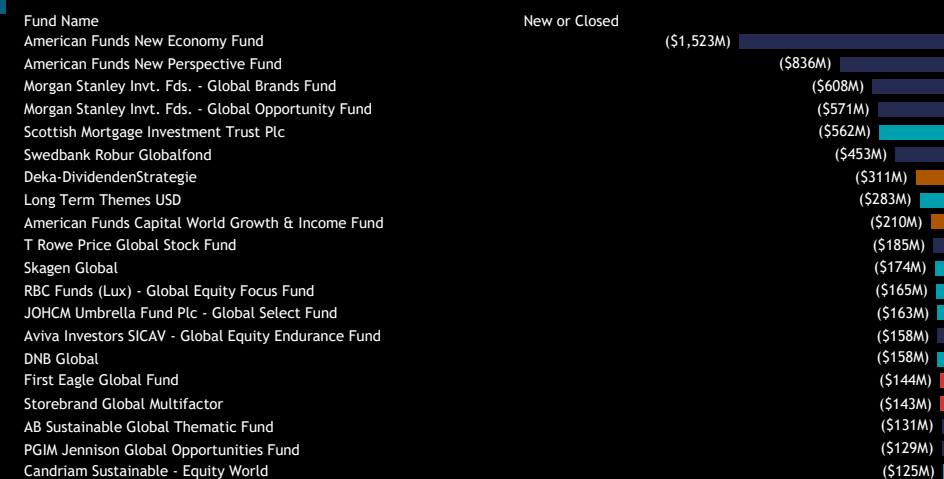 Fund Name New or Closed
American Funds New Economy Fund ($1,523M)
American Funds New Perspective Fund ($836M)
Morgan Stanley Invt. Fds. - Global Brands Fund ($608M)
Morgan Stanley Invt. Fds. - Global Opportunity Fund ($571M)
Scottish Mortgage Investment Trust Plc ($562M)
Swedbank Robur Globalfond ($453M)
Deka-DividendenStrategie ($311M)
Long Term Themes USD ($283M)
American Funds Capital World Growth & Income Fund ($210M)
T Rowe Price Global Stock Fund ($185M)
Skagen Global ($174M)
RBC Funds (Lux) - Global Equity Focus Fund ($165M)
JOHCM Umbrella Fund Plc - Global Select Fund ($163M)
Aviva Investors SICAV - Global Equity Endurance Fund ($158M)
DNB Global ($158M)
First Eagle Global Fund ($144M)
Storebrand Global Multifactor ($143M)
AB Sustainable Global Thematic Fund ($131M)
PGIM Jennison Global Opportunities Fund ($129M)
Candriam Sustainable - Equity World ($125M)